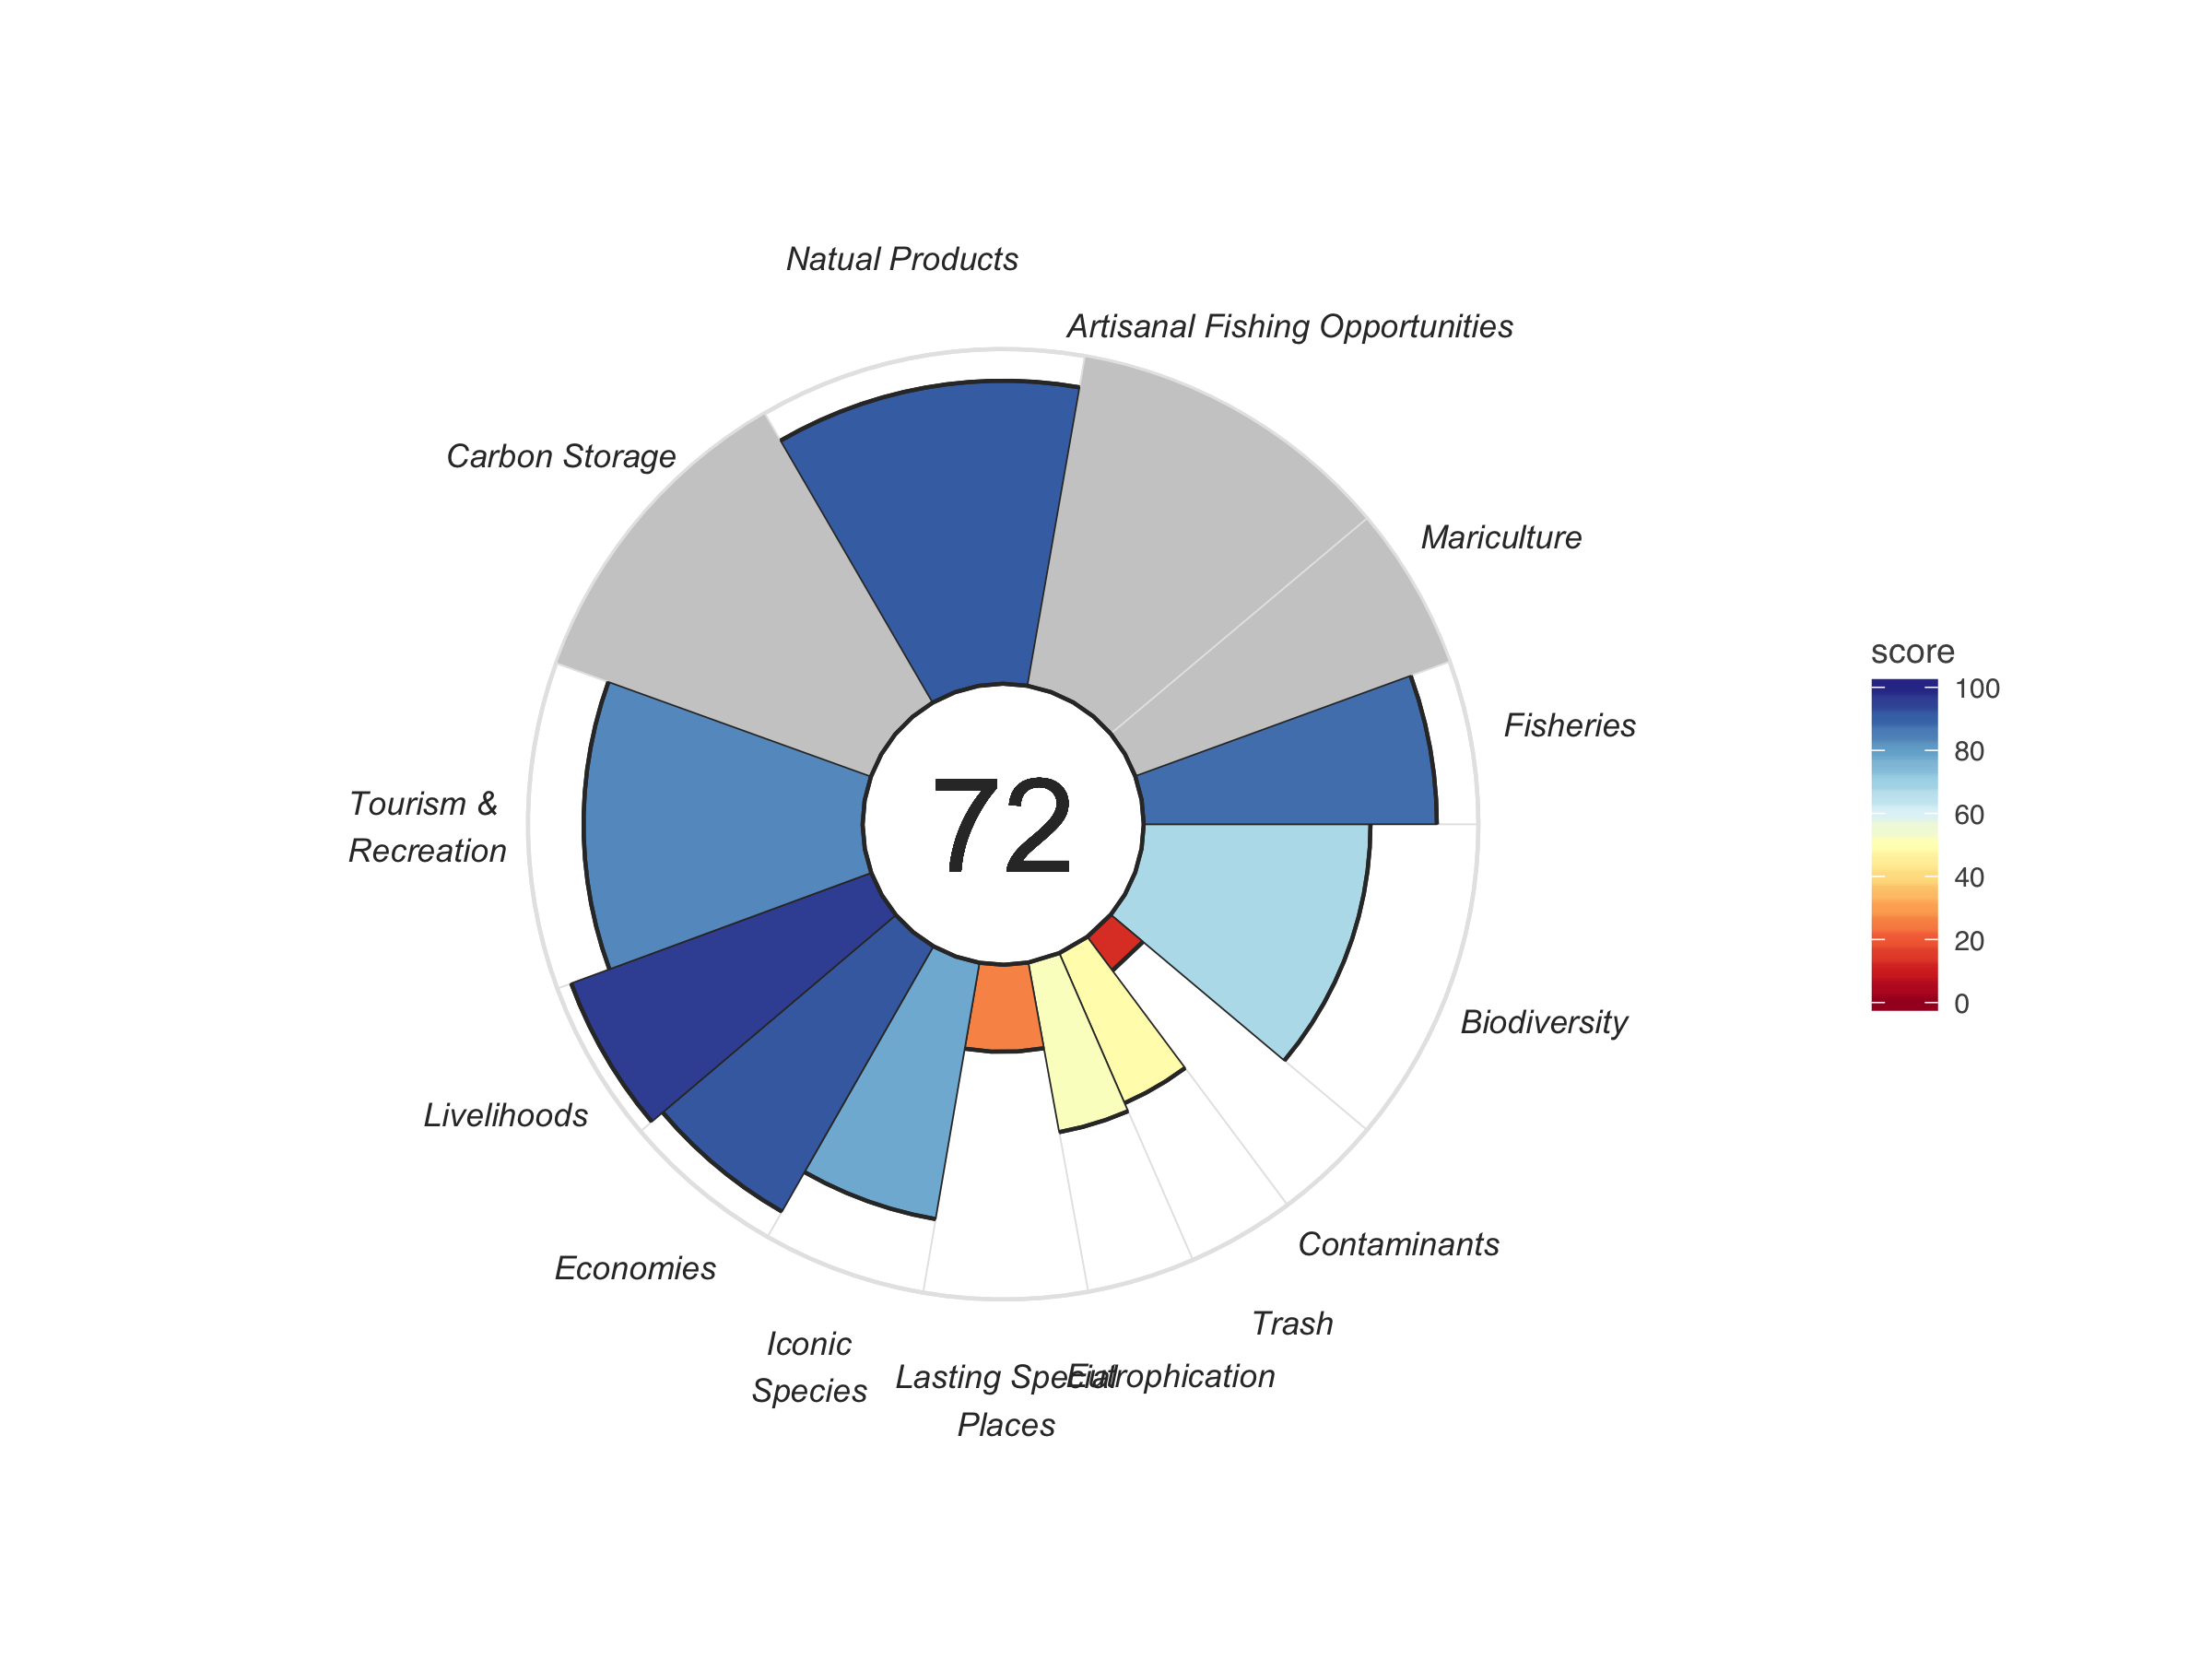 Natual Products
Artisanal Fishing Opportunities
Carbon Storage
Mariculture
score
100
80
60
40
20
0
Fisheries
72
Tourism &
Recreation
Biodiversity
Livelihoods
Contaminants
Economies
Trash
Iconic
Species
Lasting Special
Places
Eutrophication